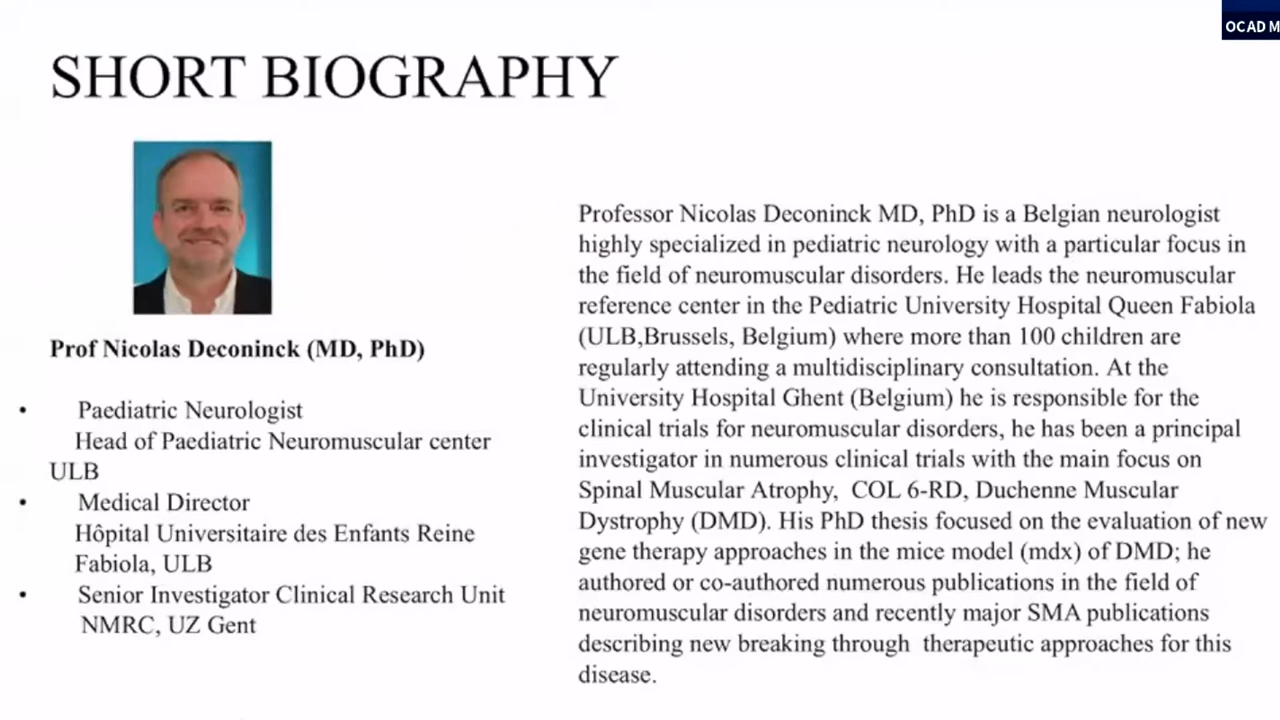 OCAD M
SHORT BIOGRAPHY
Prof Nicolas Deconinck (MD, PhD)
• Paediatric Neurologist
Head of Paediatric Neuromuscular center
ULB
• Medical Director
Hôpital Universitaire des Enfants Reine
Fabiola, ULB
• Senior Investigator Clinical Research Unit
NMRC, UZ Gent
Professor Nicolas Deconinck MD, PhD is a Belgian neurologist
highly specialized in pediatric neurology with a particular focus in
the field of neuromuscular disorders. He leads the neuromuscular
reference center in the Pediatric University Hospital Queen Fabiola
(ULB,Brussels, Belgium) where more than 100 children are
regularly attending a multidisciplinary consultation. At the
University Hospital Ghent (Belgium) he is responsible for the
clinical trials for neuromuscular disorders, he has been a principal
investigator in numerous clinical trials with the main focus on
Spinal Muscular Atrophy,  COL 6-RD, Duchenne Muscular
Dystrophy (DMD). His PhD thesis focused on the evaluation of new
gene therapy approaches in the mice model (mdx) of DMD; he
authored or co-authored numerous publications in the field of
neuromuscular disorders and recently major SMA publications
describing new breaking through  therapeutic approaches for this
disease.